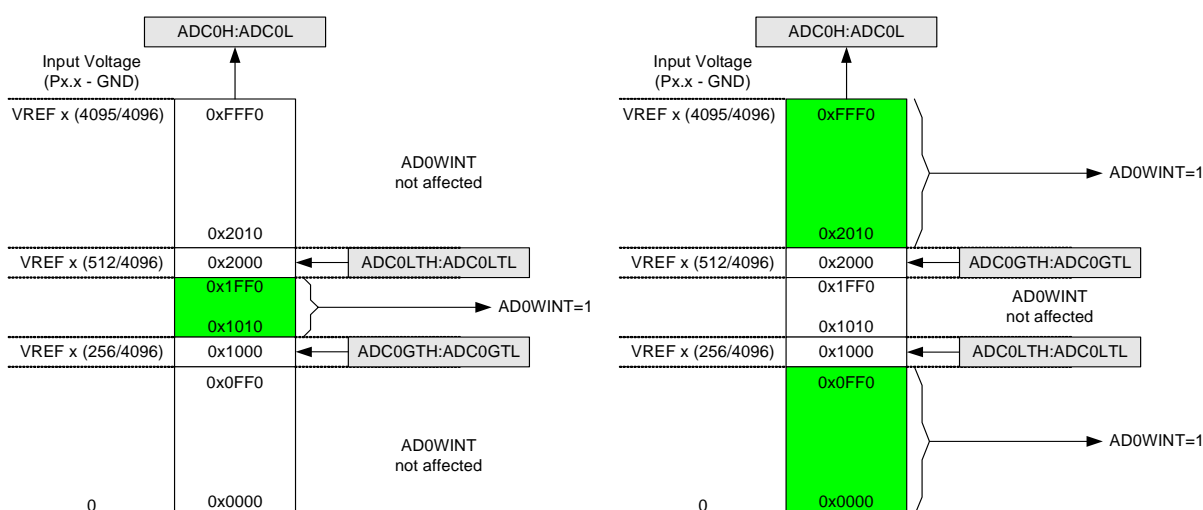 ADC0H:ADC0L
Input Voltage
(Px.x - GND)
VREF x (4095/4096)
0xFFF0
AD0WINT
not affected
0x2010
VREF x (512/4096)
0x2000
ADC0LTH:ADC0LTL
0x1FF0
AD0WINT=1
0x1010
VREF x (256/4096)
0x1000
ADC0GTH:ADC0GTL
0x0FF0
AD0WINT
not affected
0
0x0000
ADC0H:ADC0L
Input Voltage
(Px.x - GND)
VREF x (4095/4096)
0xFFF0
AD0WINT=1
0x2010
VREF x (512/4096)
0x2000
ADC0GTH:ADC0GTL
0x1FF0
AD0WINT
not affected
0x1010
VREF x (256/4096)
0x1000
ADC0LTH:ADC0LTL
0x0FF0
AD0WINT=1
0
0x0000